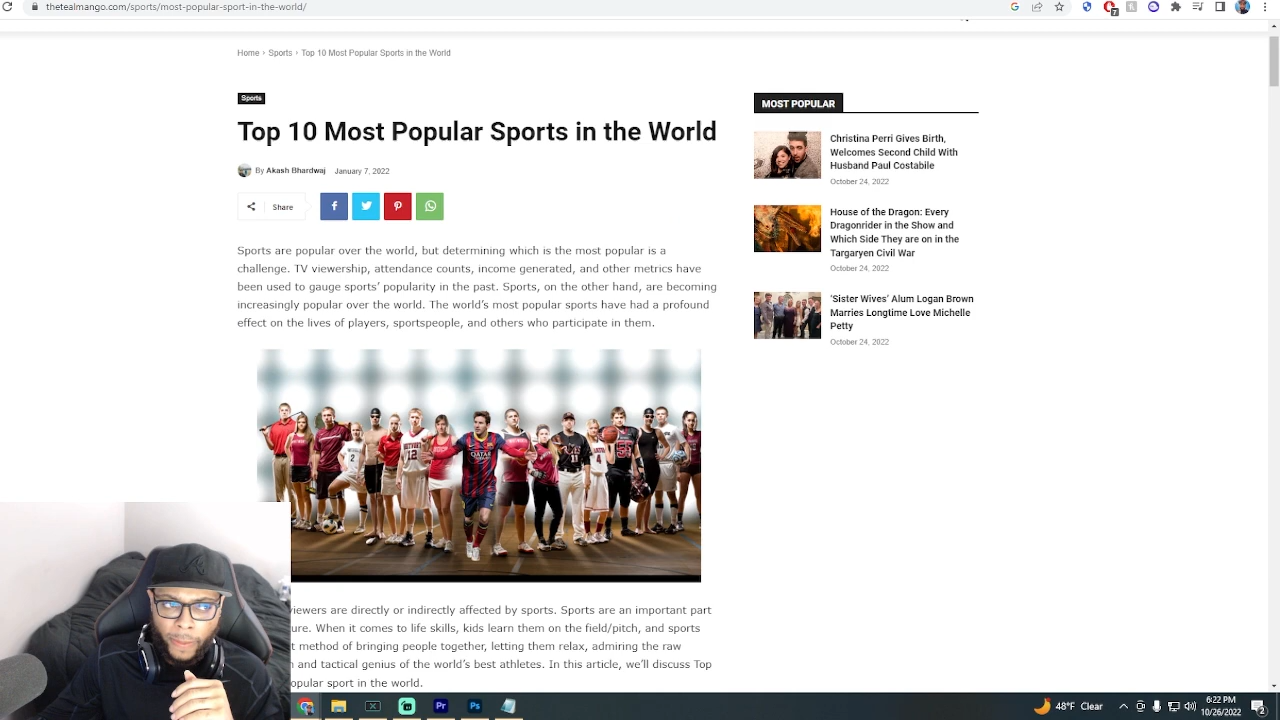 thetealmango.com/sports/most-popular-sport-in-the-world/
7
Home › Sports › Top 10 Most Popular Sports in the World
Sports
Top 10 Most Popular Sports in the World
By Akash Bhardwaj January 7, 2022
Share
Sports are popular over the world, but determining which is the most popular is a
challenge. TV viewership, attendance counts, income generated, and other metrics have
been used to gauge sports' popularity in the past. Sports, on the other hand, are becoming
increasingly popular over the world. The world's most popular sports have had a profound
effect on the lives of players, sportspeople, and others who participate in them.
2
12
QATAR
11
4
iewers are directly or indirectly affected by sports. Sports are an important part
ure. When it comes to life skills, kids learn them on the field/pitch, and sports
t method of bringing people together, letting them relax, admiring the raw
and tactical genius of the world's best athletes. In this article, we'll discuss Top
opular sport in the world.
MOST POPULAR
Christina Perri Gives Birth,
Welcomes Second Child With
Husband Paul Costabile
October 24, 2022
House of the Dragon: Every
Dragonrider in the Show and
Which Side They are on in the
Targaryen Civil War
October 24, 2022
'Sister Wives' Alum Logan Brown
Marries Longtime Love Michelle
Petty
October 24, 2022
Pr
Ps
48°F Clear
6:22 PM
10/26/2022
2